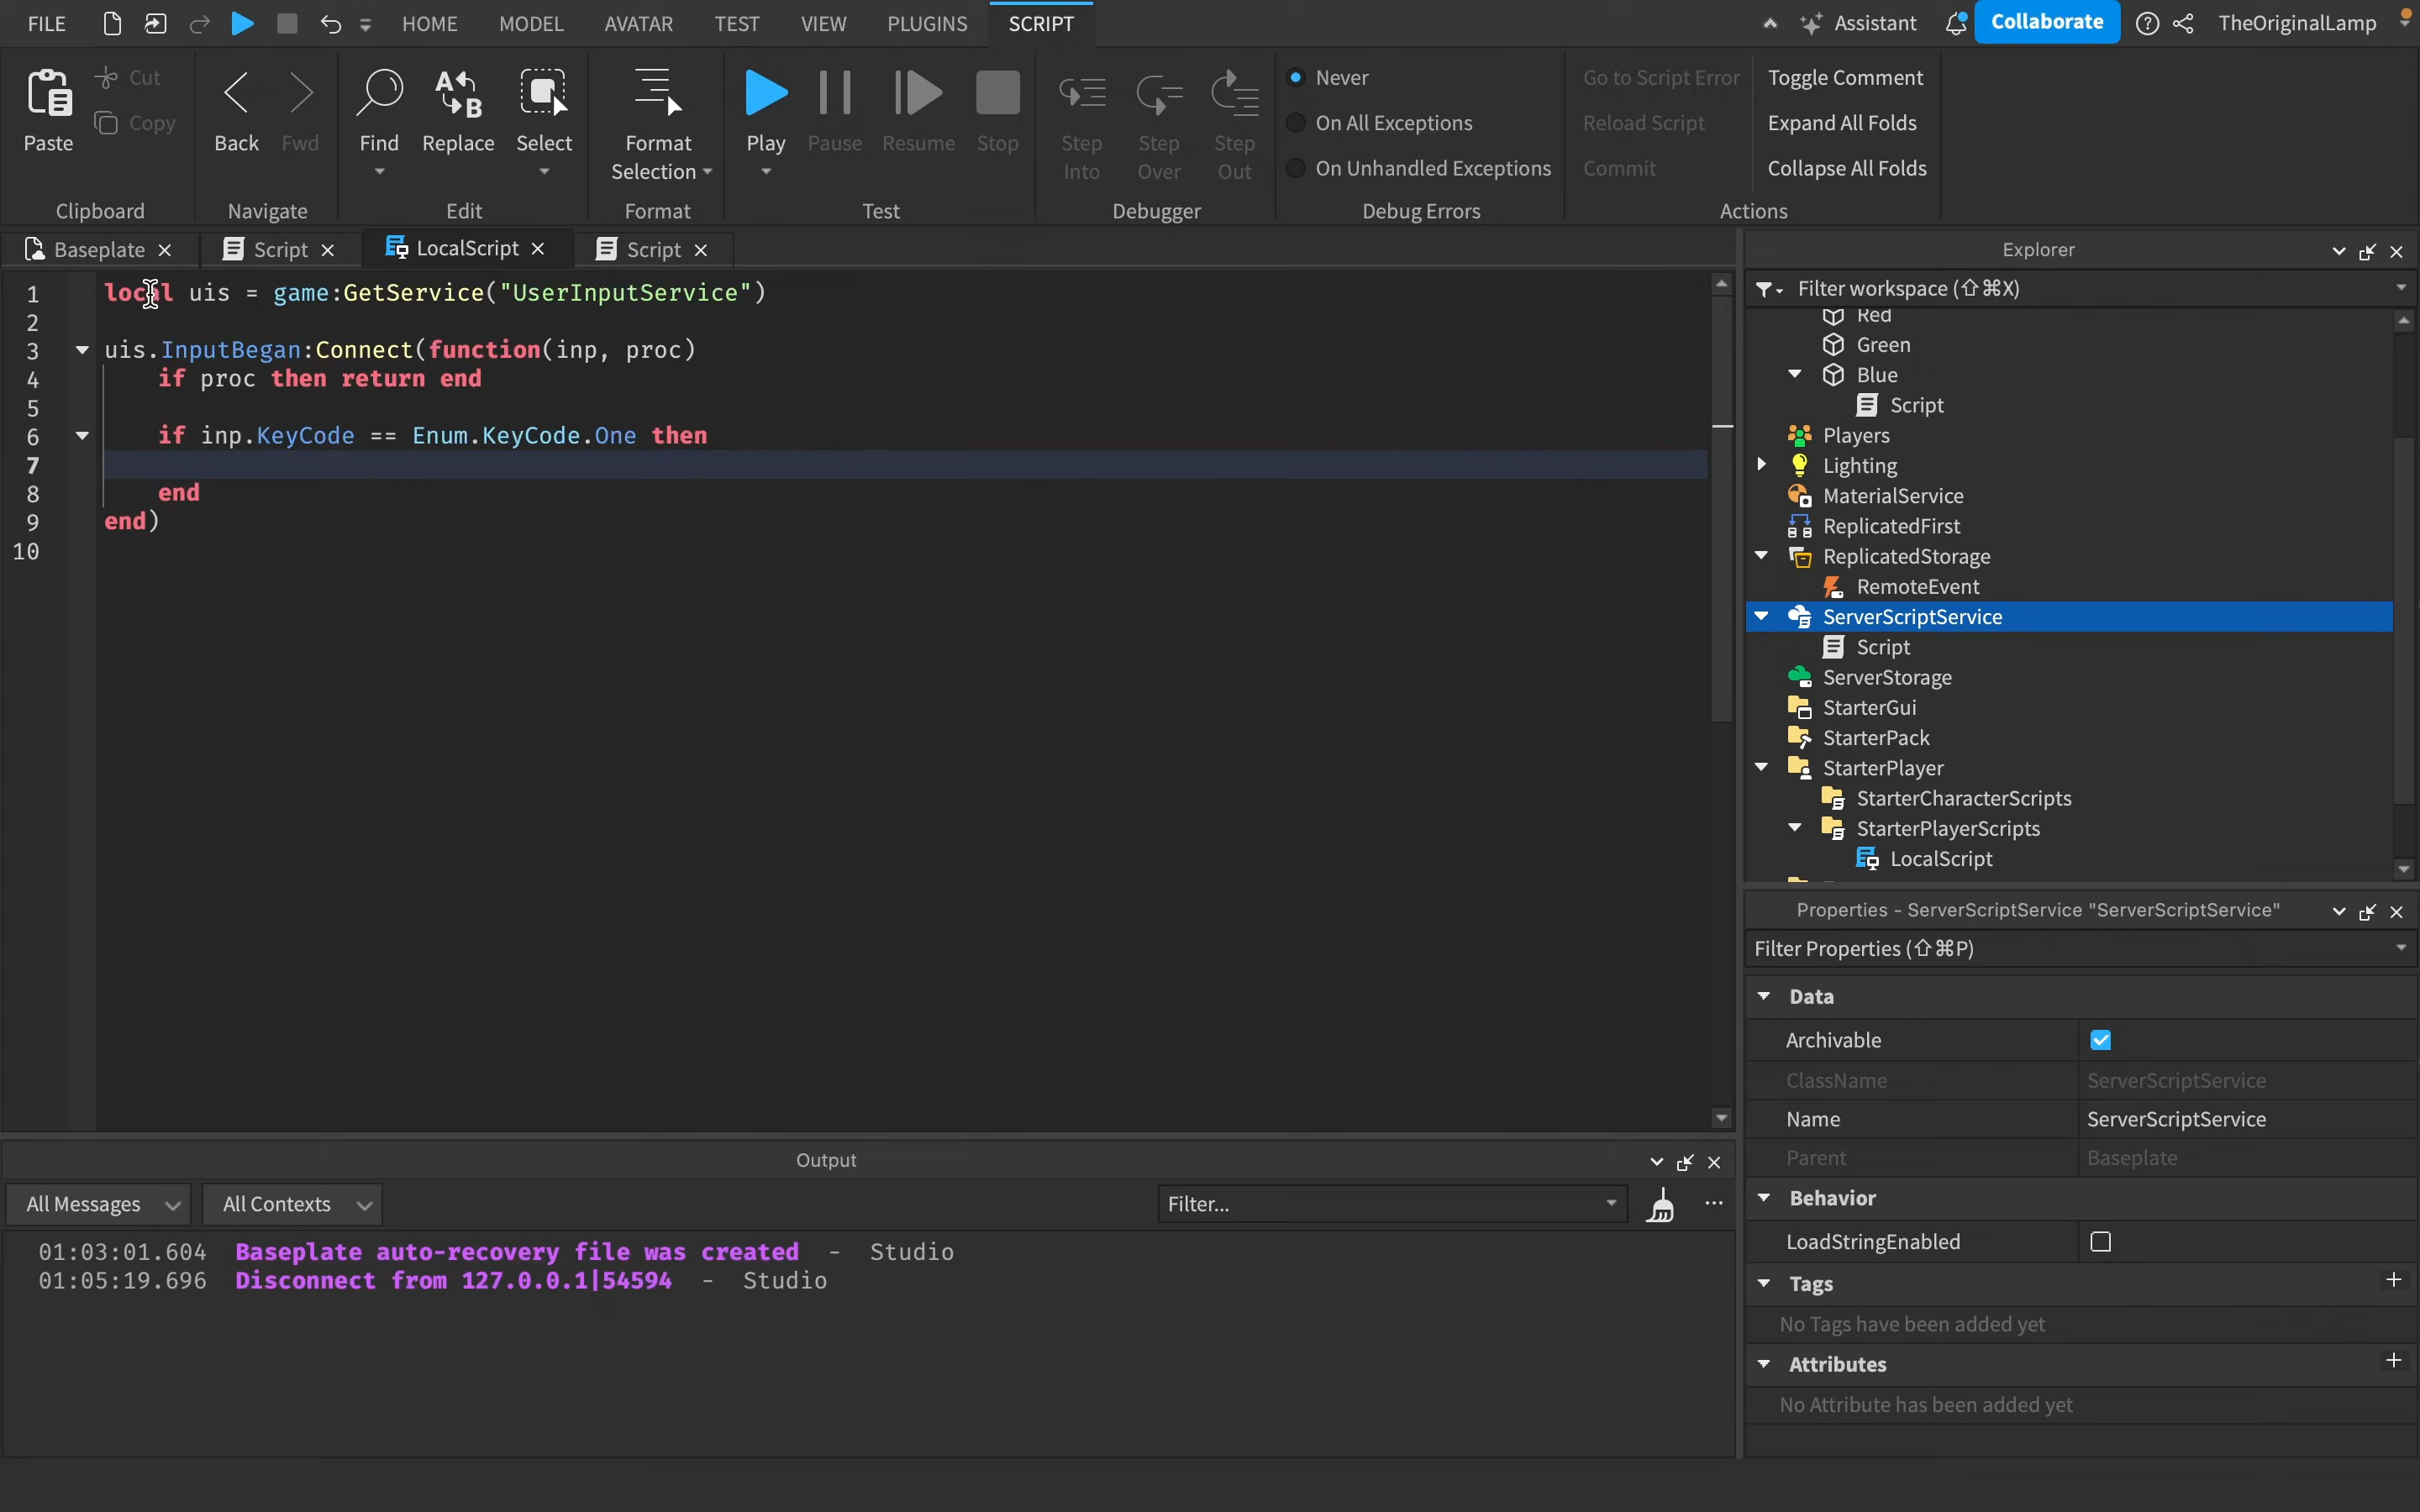 FILE HOME MODEL AVATAR TEST VIEW PLUGINS SCRIPT Assistant Collaborate TheOriginalLamp
Paste Cut Copy
Clipboard
Back Fwd
Navigate
Find Replace Select
Edit
Format Selection
Format
Play Pause Resume Stop
Test
Step Into Step Over Step Out
Debugger
Never
On All Exceptions
On Unhandled Exceptions
Debug Errors
Go to Script Error Toggle Comment
Reload Script Expand All Folds
Commit Collapse All Folds
Actions
Baseplate Script LocalScript Script
1 local uis = game:GetService("UserInputService")
2
3 uis.InputBegan:Connect(function(inp, proc)
4 if proc then return end
5
6 if inp.KeyCode == Enum.KeyCode.One then
7
8 end
9 end)
10
Explorer
Filter workspace (⇧⌘X)
Red
Green
Blue
Script
Players
Lighting
MaterialService
ReplicatedFirst
ReplicatedStorage
RemoteEvent
ServerScriptService
Script
ServerStorage
StarterGui
StarterPack
StarterPlayer
StarterCharacterScripts
StarterPlayerScripts
LocalScript
Properties - ServerScriptService "ServerScriptService"
Filter Properties (⇧⌘P)
Data
Archivable
ClassName ServerScriptService
Name ServerScriptService
Parent Baseplate
Behavior
LoadStringEnabled
Tags
No Tags have been added yet
Attributes
No Attribute has been added yet
Output
All Messages All Contexts Filter...
01:03:01.604 Baseplate auto-recovery file was created - Studio
01:05:19.696 Disconnect from 127.0.0.1|54594 - Studio